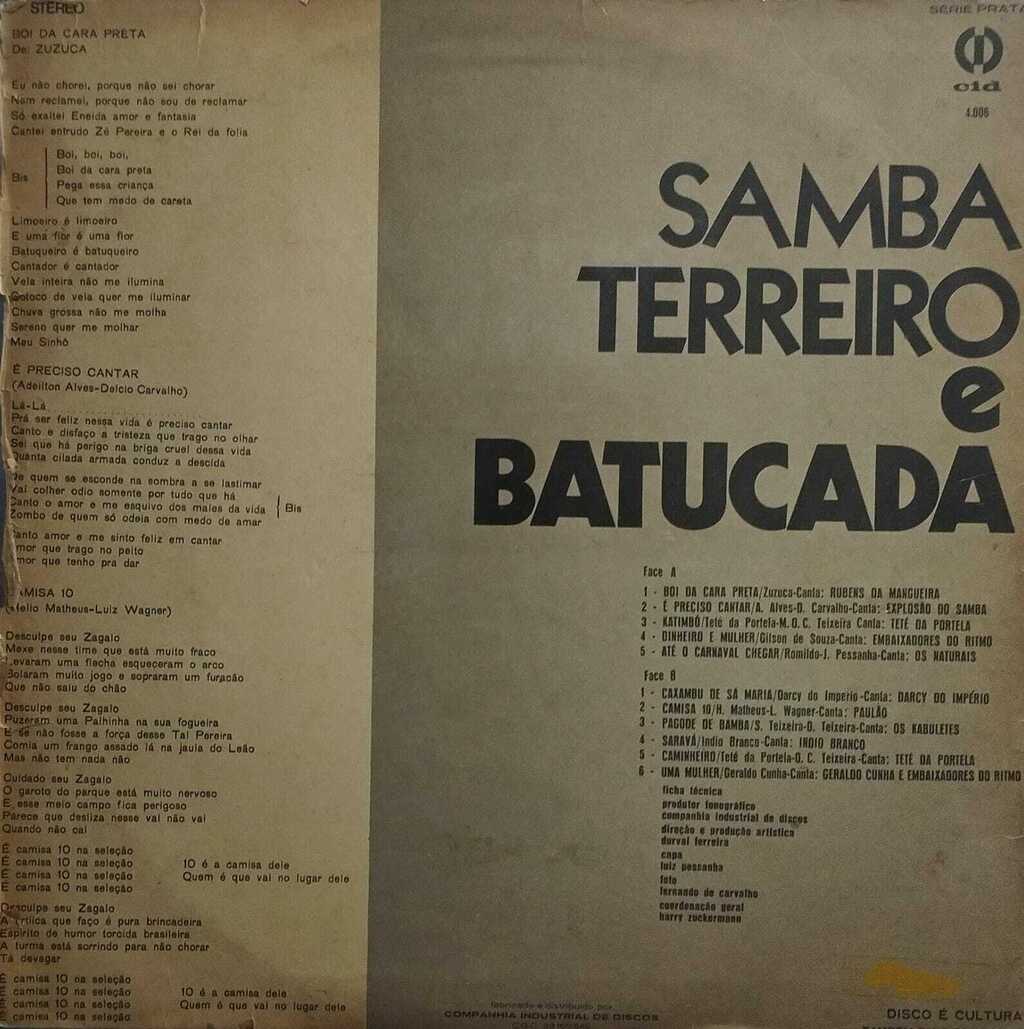 STEREO
BOI DA CARA PRETA
De: ZUZUCA
Eu não chorei, porque não sei chorar
Nem reclamei, porque não sou de reclamar
Só exaltei Eneida amor e fantasia
Cantei entrudo Zé Pereira e o Rei da folia
Boi, boi, boi,
Boi da cara preta
Bis
Pega essa criança
Que tem medo de careta
Limoeiro é limoeiro
E uma flor é uma flor
Batuqueiro é batuqueiro
Cantador é cantador
Vela inteira não me ilumina
Cotoco de vela quer me iluminar
Chuva grossa não me molha
Sereno quer me molhar
Meu Sinhô
É PRECISO CANTAR
(Adeilton Alves-Delcio Carvalho)
Lá-Lá
Prá ser feliz nessa vida é preciso cantar
Canto e disfaço a tristeza que trago no olhar
Sei que há perigo na briga cruel dessa vida
Quanta cilada armada conduz a descida
De quem se esconde na sombra a se lastimar
Vai colher odio somente por tudo que há
Canto o amor e me esquivo dos males da vida
Bis
Zombo de quem só odeia com medo de amar
Canto amor e me sinto feliz em cantar
Amor que trago no peito
Amor que tenho pra dar
CAMISA 10
(Helio Matheus-Luiz Wagner)
Desculpe seu Zagalo
Mexe nesse time que está muito fraco
Levaram uma flecha esqueceram o arco
Bolaram muito jogo e sopraram um furacão
Que não saiu do chão
Desculpe seu Zagalo
Puzeram uma Palhinha na sua fogueira
E se não fosse a força desse Tal Pereira
Comia um frango assado lá na jaula do Leão
Mas não tem nada não
Cuidado seu Zagalo
O garoto do parque está muito nervoso
E esse meio campo fica perigoso
Parece que desliza nesse vai não vai
Quando não cai
É camisa 10 na seleção
É camisa 10 na seleção 10 é a camisa dele
É camisa 10 na seleção Quem é que vai no lugar dele
É camisa 10 na seleção
Desculpe seu Zagalo
A crítica que faço é pura brincadeira
Espírito de humor torcida brasileira
A turma está sorrindo para não chorar
Tá devagar
É camisa 10 na seleção
É camisa 10 na seleção 10 é a camisa dele
É camisa 10 na seleção Quem é que vai no lugar dele
É camisa 10 na seleção
SÉRIE PRATA
cid
4.006
SAMBA
TERREIRO
e
BATUCADA
Face A
1 - BOI DA CARA PRETA/Zuzuca-Canta: RUBENS DA MANGUEIRA
2 - É PRECISO CANTAR/A. Alves-D. Carvalho-Canta: EXPLOSÃO DO SAMBA
3 - KATIMBÓ/Teté da Portela-M.O.C. Teixeira Canta: TETÉ DA PORTELA
4 - DINHEIRO E MULHER/Gilson de Souza-Canta: EMBAIXADORES DO RITMO
5 - ATÉ O CARNAVAL CHEGAR/Romildo-J. Pessanha-Canta: OS NATURAIS
Face B
1 - CAXAMBU DE SÁ MARIA/Darcy do Imperio-Canta: DARCY DO IMPÉRIO
2 - CAMISA 10/H. Matheus-L. Wagner-Canta: PAULÃO
3 - PAGODE DE BAMBA/S. Teixeira-D. Teixeira-Canta: OS KABULETES
4 - SARAVÁ/Indio Branco-Canta: INDIO BRANCO
5 - CAMINHEIRO/Teté da Portela-O. C. Teixeira-Canta: TETÉ DA PORTELA
6 - UMA MULHER/Geraldo Cunha-Canta: GERALDO CUNHA E EMBAIXADORES DO RITMO
ficha técnica
produtor fonográfico
companhia industrial de discos
direção e produção artística
durval ferreira
capa
luiz pessanha
foto
fernando de carvalho
coordenação geral
harry zuckermann
fabricado e distribuído por
COMPANHIA INDUSTRIAL DE DISCOS
DISCO É CULTURA